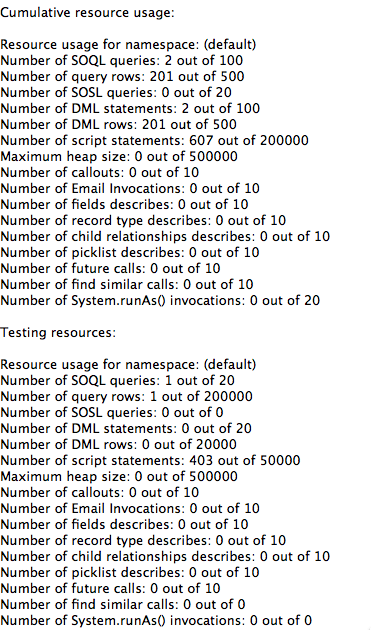 Cumulative resource usage:
Resource usage for namespace: (default)
Number of SOQL queries: 2 out of 100
Number of query rows: 201 out of 500
Number of SOSL queries: 0 out of 20
Number of DML statements: 2 out of 100
Number of DML rows: 201 out of 500
Number of script statements: 607 out of 200000
Maximum heap size: 0 out of 500000
Number of callouts: 0 out of 10
Number of Email Invocations: 0 out of 10
Number of fields describes: 0 out of 10
Number of record type describes: 0 out of 10
Number of child relationships describes: 0 out of 10
Number of picklist describes: 0 out of 10
Number of future calls: 0 out of 10
Number of find similar calls: 0 out of 10
Number of System.runAs() invocations: 0 out of 20
Testing resources:
Resource usage for namespace: (default)
Number of SOQL queries: 1 out of 20
Number of query rows: 1 out of 200000
Number of SOSL queries: 0 out of 0
Number of DML statements: 0 out of 20
Number of DML rows: 0 out of 20000
Number of script statements: 403 out of 50000
Maximum heap size: 0 out of 500000
Number of callouts: 0 out of 10
Number of Email Invocations: 0 out of 10
Number of fields describes: 0 out of 10
Number of record type describes: 0 out of 10
Number of child relationships describes: 0 out of 10
Number of picklist describes: 0 out of 10
Number of future calls: 0 out of 10
Number of find similar calls: 0 out of 0
Number of System.runAs() invocations: 0 out of 0